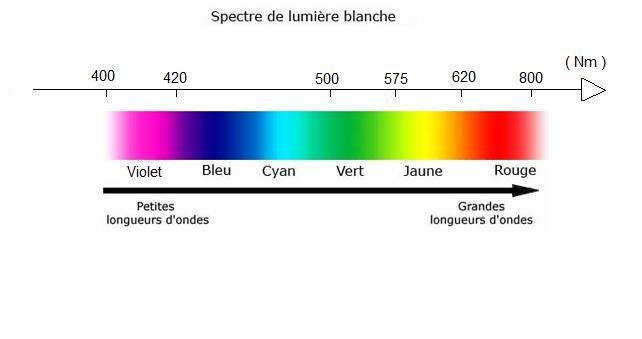 Spectre de lumière blanche
( Nm )
400 420 500 575 620 800
Violet Bleu Cyan Vert Jaune Rouge
Petites Grandes
longueurs d'ondes longueurs d'ondes